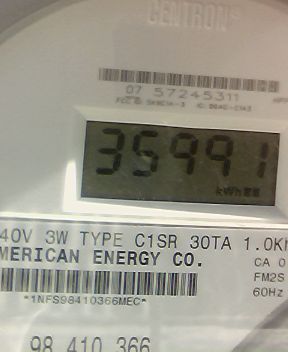 CENTRON®
07 57245311
35991
kWh
40V 3W TYPE C1SR 30TA 1.0Kh
MERICAN ENERGY CO.
CA 0
FM2S
60Hz
*1NFS98410366MEC*
98 410 366